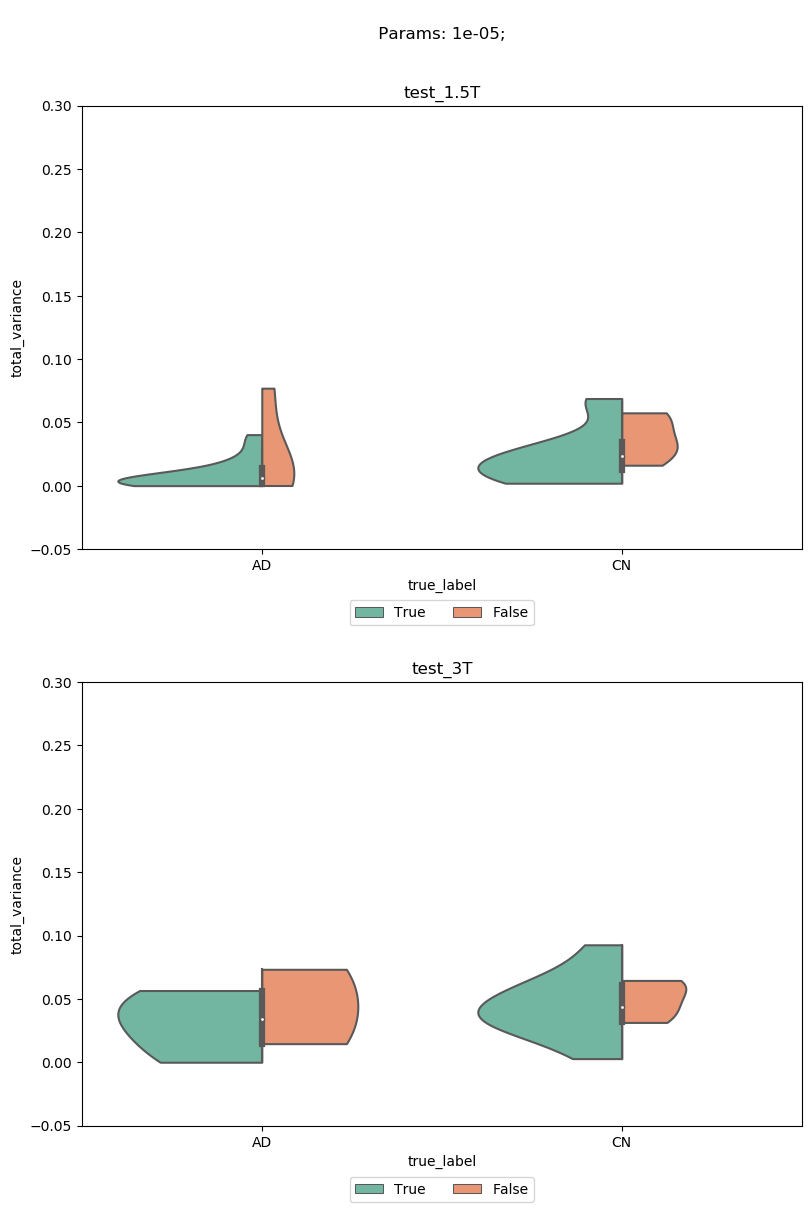 Params: 1e-05;
test_1.5T
0.30
0.25
0.20
0.15
0.10
0.05
0.00
−0.05
total_variance
AD CN
true_label
True False
test_3T
0.30
0.25
0.20
0.15
0.10
0.05
0.00
−0.05
total_variance
AD CN
true_label
True False